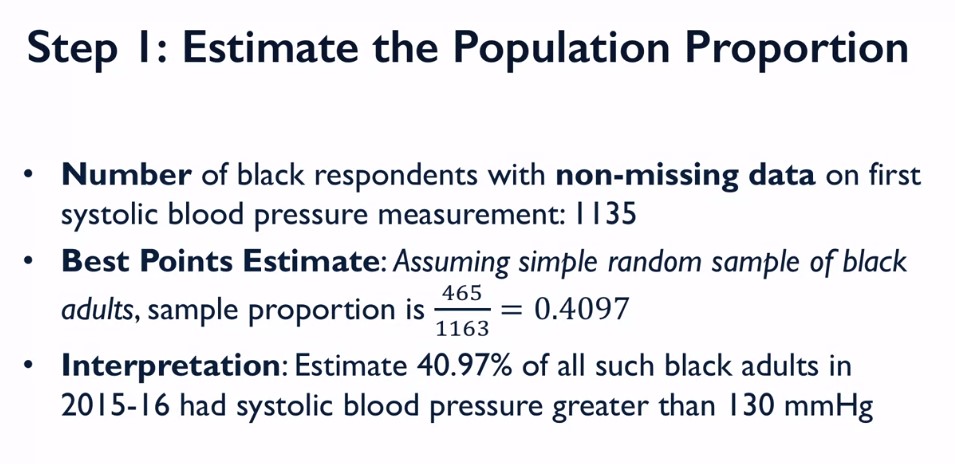 Step 1: Estimate the Population Proportion
• Number of black respondents with non-missing data on first
systolic blood pressure measurement: 1135
• Best Points Estimate: Assuming simple random sample of black
adults, sample proportion is 465/1163 = 0.4097
• Interpretation: Estimate 40.97% of all such black adults in
2015-16 had systolic blood pressure greater than 130 mmHg